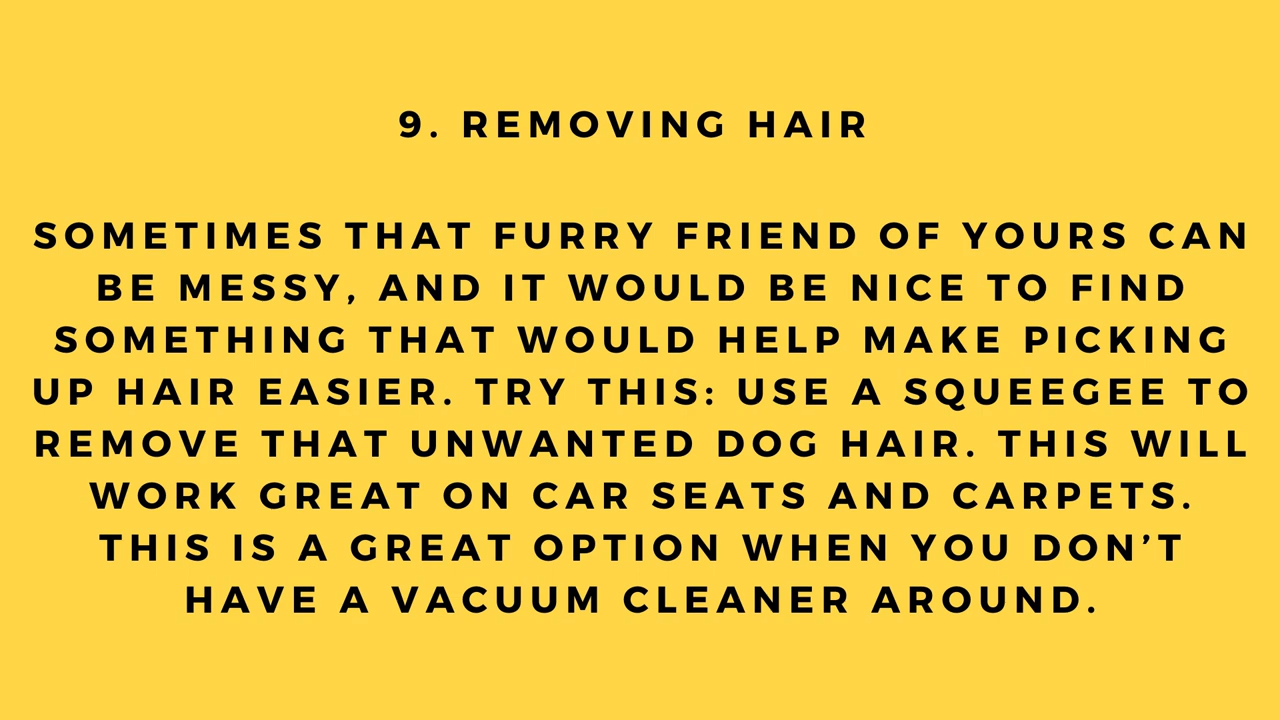 9. REMOVING HAIR
SOMETIMES THAT FURRY FRIEND OF YOURS CAN
BE MESSY, AND IT WOULD BE NICE TO FIND
SOMETHING THAT WOULD HELP MAKE PICKING
UP HAIR EASIER. TRY THIS: USE A SQUEEGEE TO
REMOVE THAT UNWANTED DOG HAIR. THIS WILL
WORK GREAT ON CAR SEATS AND CARPETS.
THIS IS A GREAT OPTION WHEN YOU DON’T
HAVE A VACUUM CLEANER AROUND.